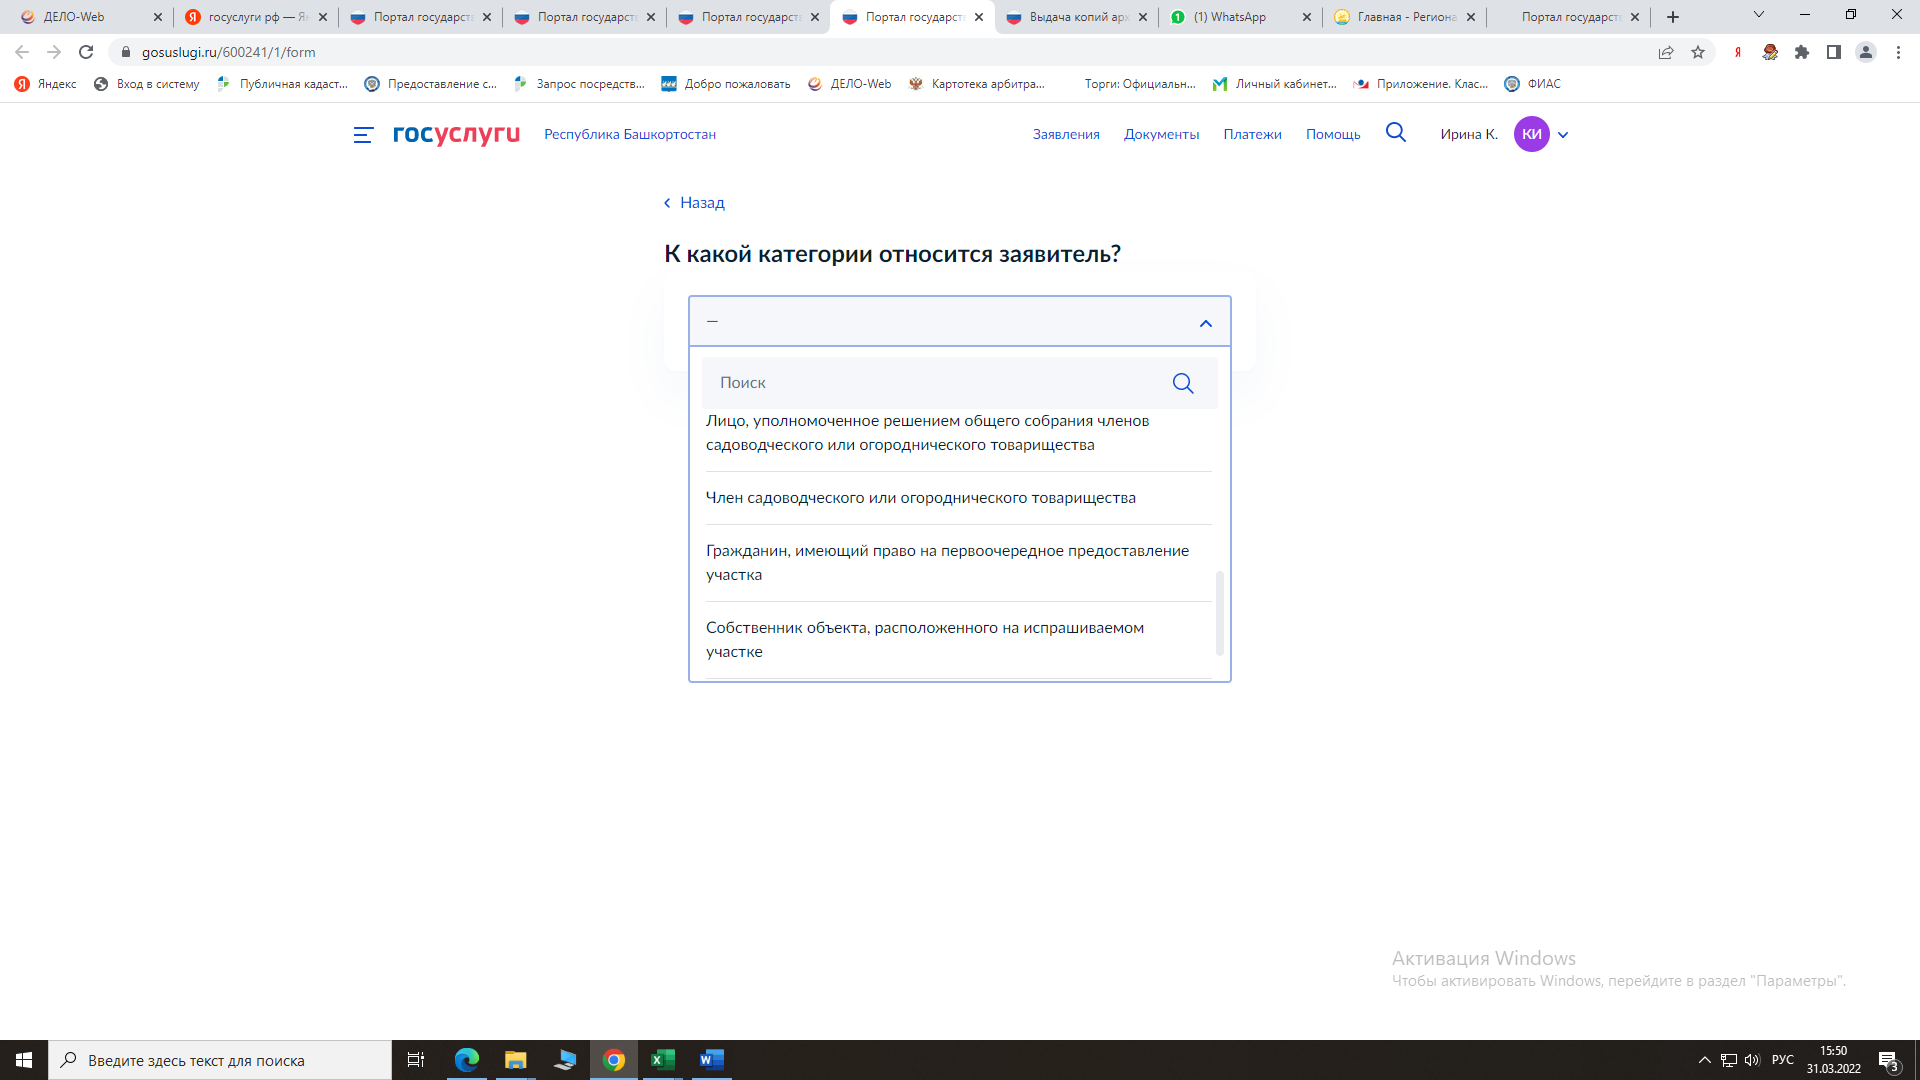 ДЕЛО-Web
госуслуги рф — Ян
Портал государст
Портал государст
Портал государст
Портал государст
Выдача копий арх
(1) WhatsApp
Главная - Региона
Портал государст
gosuslugi.ru/600241/1/form
Яндекс
Вход в систему
Публичная кадаст...
Предоставление с...
Запрос посредств...
Добро пожаловать
ДЕЛО-Web
Картотека арбитра...
Торги: Официальн...
Личный кабинет...
Приложение. Клас...
ФИАС
госуслуги
Республика Башкортостан
Заявления
Документы
Платежи
Помощь
Ирина К.
КИ
Назад
К какой категории относится заявитель?
—
Поиск
Лицо, уполномоченное решением общего собрания членов
садоводческого или огороднического товарищества
Член садоводческого или огороднического товарищества
Гражданин, имеющий право на первоочередное предоставление
участка
Собственник объекта, расположенного на испрашиваемом
участке
Активация Windows
Чтобы активировать Windows, перейдите в раздел "Параметры".
Введите здесь текст для поиска
РУС
15:50
31.03.2022
3